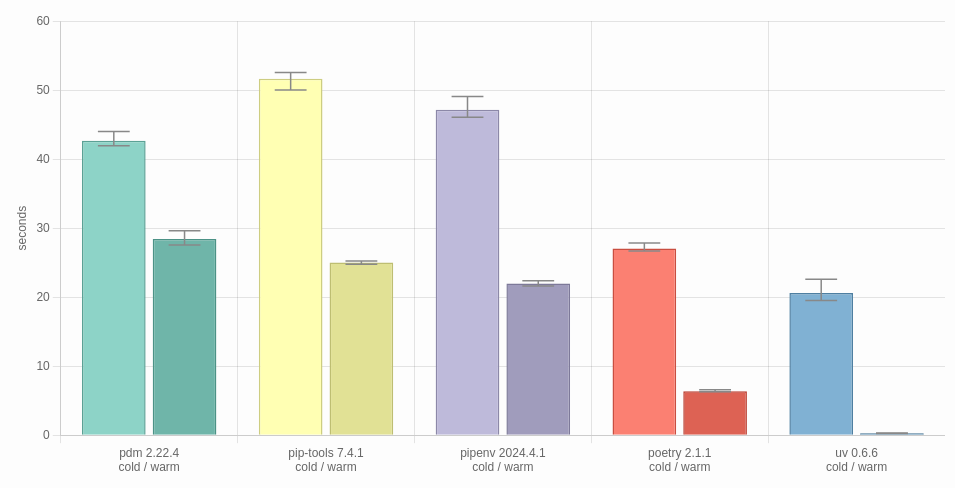 60
50
40
30
20
10
0
seconds
pdm 2.22.4
cold / warm
pip-tools 7.4.1
cold / warm
pipenv 2024.4.1
cold / warm
poetry 2.1.1
cold / warm
uv 0.6.6
cold / warm